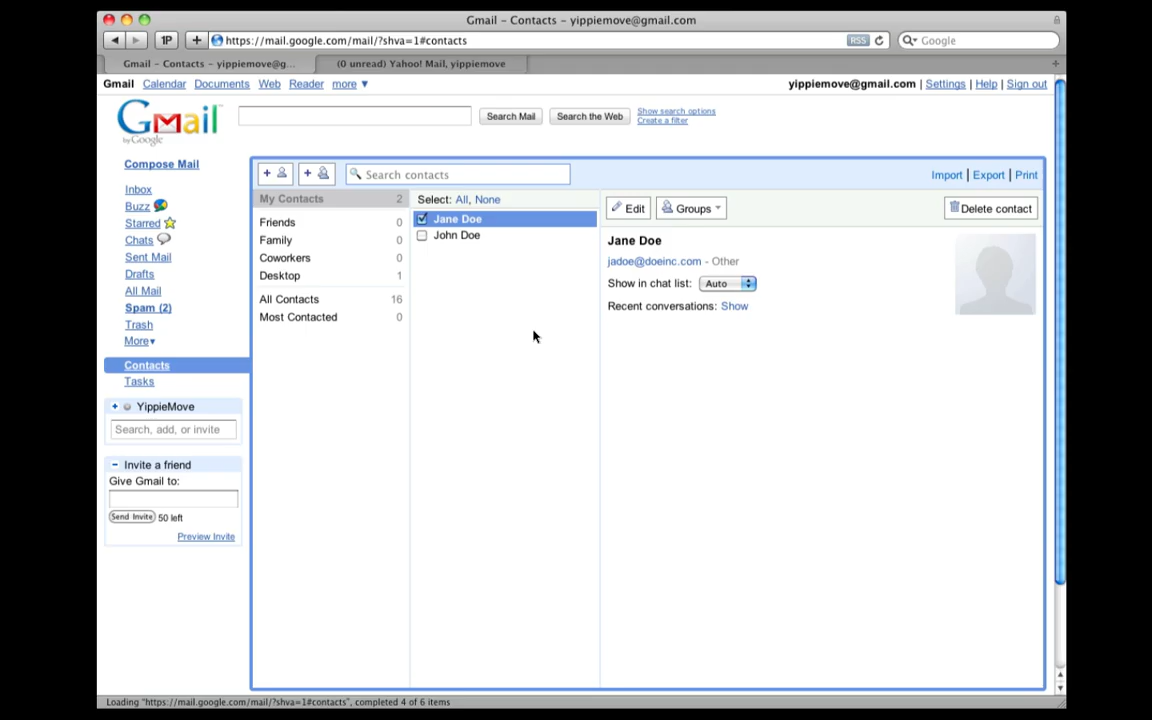 Gmail – Contacts – yippiemove@gmail.com
1P
https://mail.google.com/mail/?shva=1#contacts
RSS
Google
Gmail – Contacts – yippiemove@g...
(0 unread) Yahoo! Mail, yippiemove
Gmail Calendar Documents Web Reader more ▼
yippiemove@gmail.com | Settings | Help | Sign out
Gmail
by Google
Search Mail
Search the Web
Show search options
Create a filter
Compose Mail
Inbox
Buzz
Starred
Chats
Sent Mail
Drafts
All Mail
Spam (2)
Trash
More▾
Contacts
Tasks
+ YippieMove
Search, add, or invite
– Invite a friend
Give Gmail to:
Send Invite 50 left
Preview Invite
+
+
Search contacts
Import | Export | Print
My Contacts 2
Friends 0
Family 0
Coworkers 0
Desktop 1
All Contacts 16
Most Contacted 0
Select: All, None
Jane Doe
John Doe
Edit
Groups
Delete contact
Jane Doe
jadoe@doeinc.com - Other
Show in chat list: Auto
Recent conversations: Show
Loading "https://mail.google.com/mail/?shva=1#contacts", completed 4 of 6 items